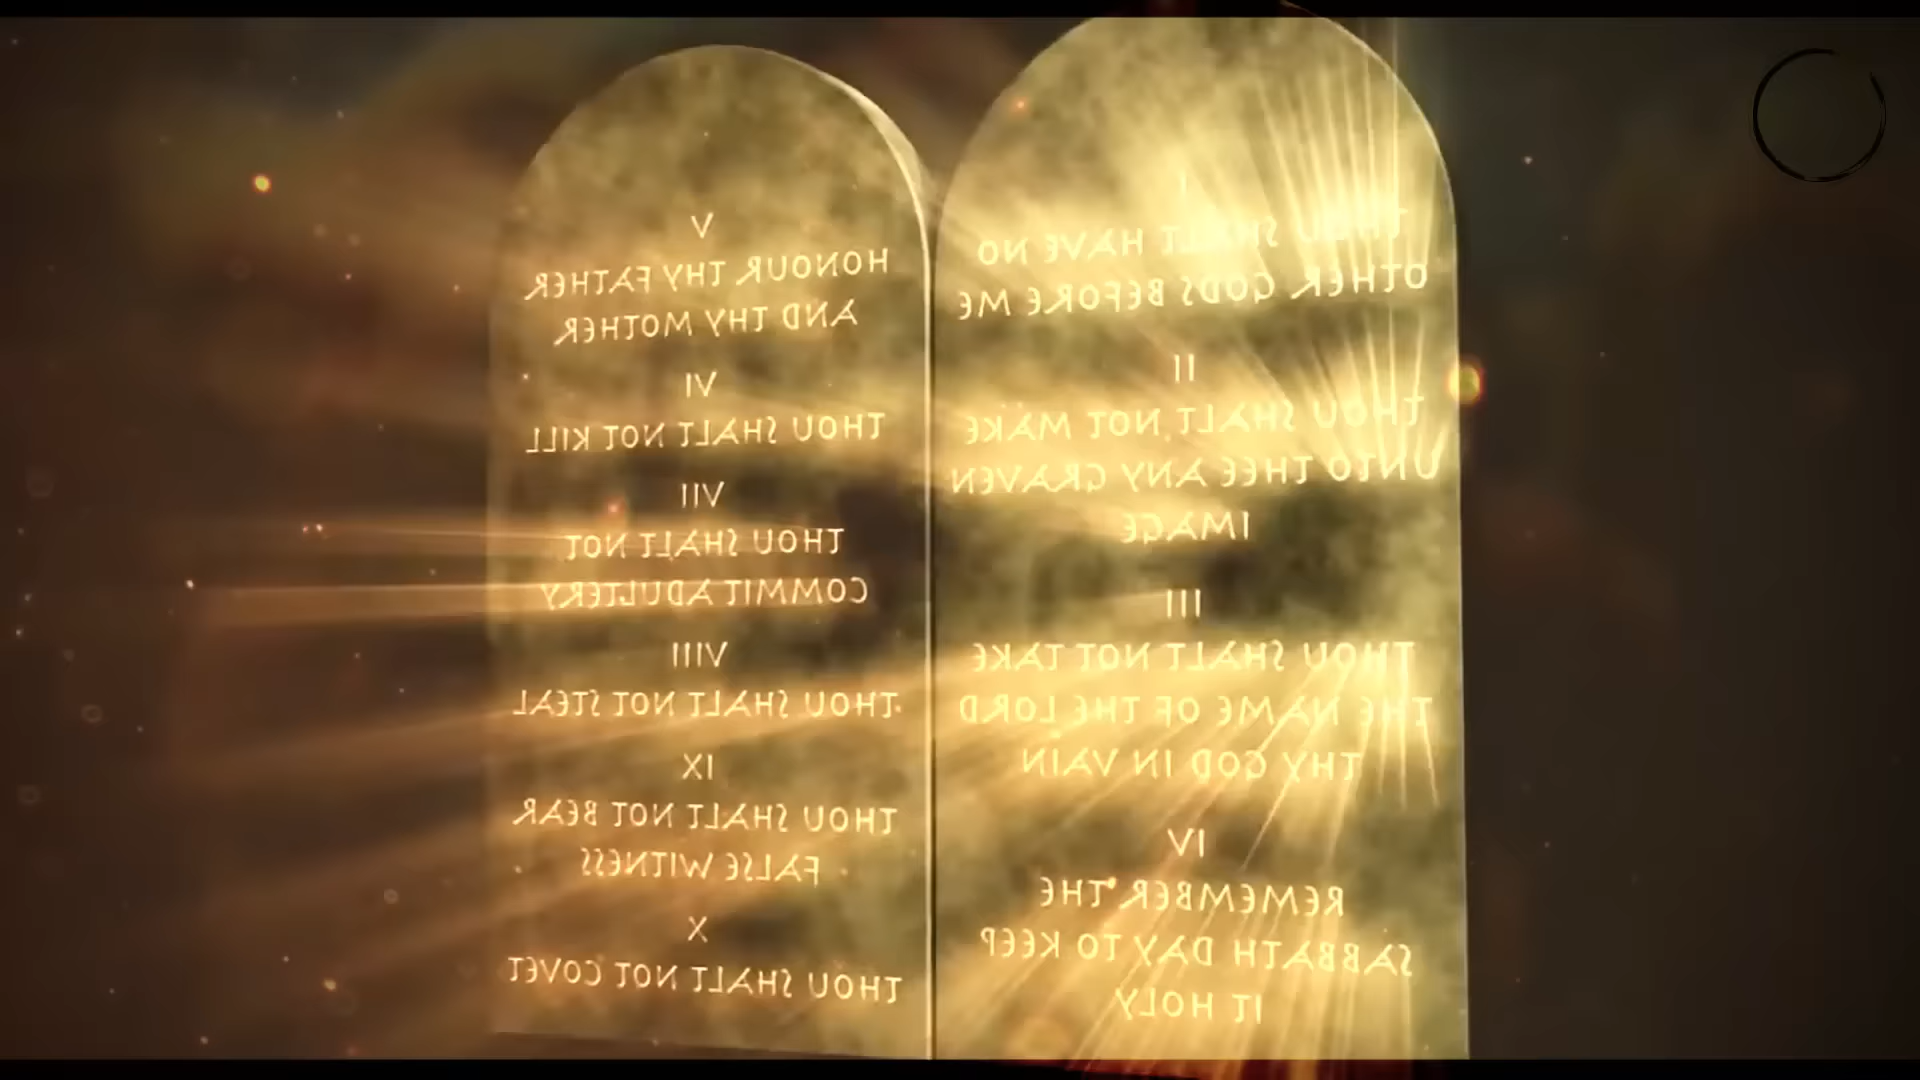 I
THOU SHALT HAVE NO
OTHER GODS BEFORE ME
II
THOU SHALT NOT MAKE
UNTO THEE ANY GRAVEN
IMAGE
III
THOU SHALT NOT TAKE
THE NAME OF THE LORD
THY GOD IN VAIN
IV
REMEMBER THE
SABBATH DAY TO KEEP
IT HOLY
V
HONOUR THY FATHER
AND THY MOTHER
VI
THOU SHALT NOT KILL
VII
THOU SHALT NOT
COMMIT ADULTERY
VIII
THOU SHALT NOT STEAL
IX
THOU SHALT NOT BEAR
FALSE WITNESS
X
THOU SHALT NOT COVET